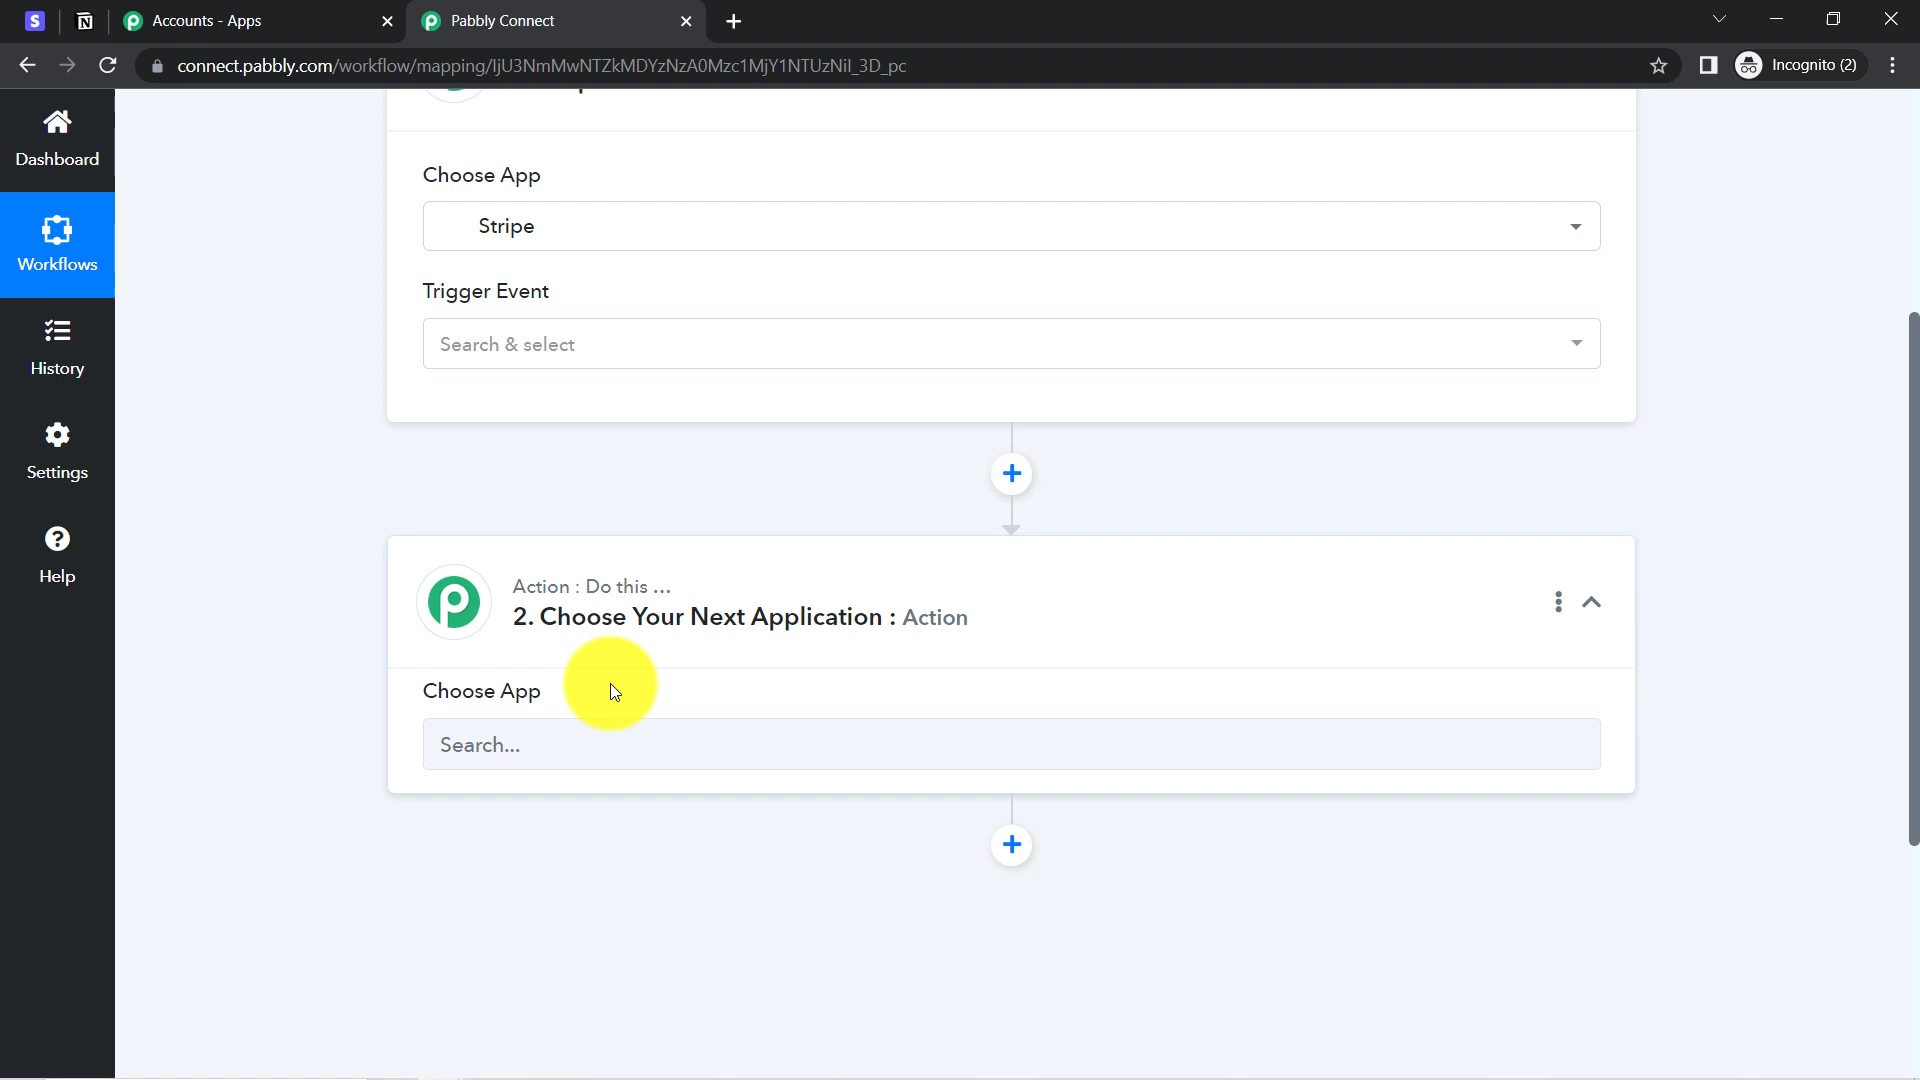 Accounts - Apps
Pabbly Connect
connect.pabbly.com/workflow/mapping/IjU3NmMwNTZkMDYzNzA0Mzc1MjY1NTUzNiI_3D_pc
Incognito (2)
Dashboard
Workflows
History
Settings
Help
Choose App
Stripe
Trigger Event
Search & select
Action : Do this ...
2. Choose Your Next Application : Action
Choose App
Search...